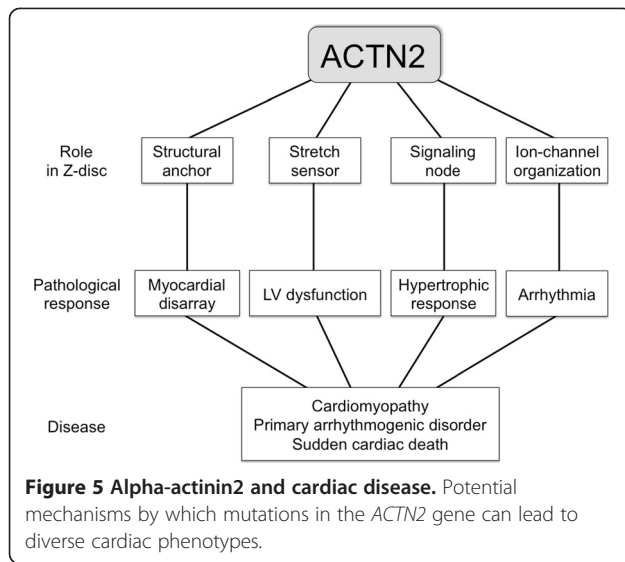 ACTN2
Role
in Z-disc
Structural
anchor
Stretch
sensor
Signaling
node
Ion-channel
organization
Pathological
response
Myocardial
disarray
LV dysfunction
Hypertrophic
response
Arrhythmia
Disease
Cardiomyopathy
Primary arrhythmogenic disorder
Sudden cardiac death
Figure 5 Alpha-actinin2 and cardiac disease. Potential
mechanisms by which mutations in the ACTN2 gene can lead to
diverse cardiac phenotypes.